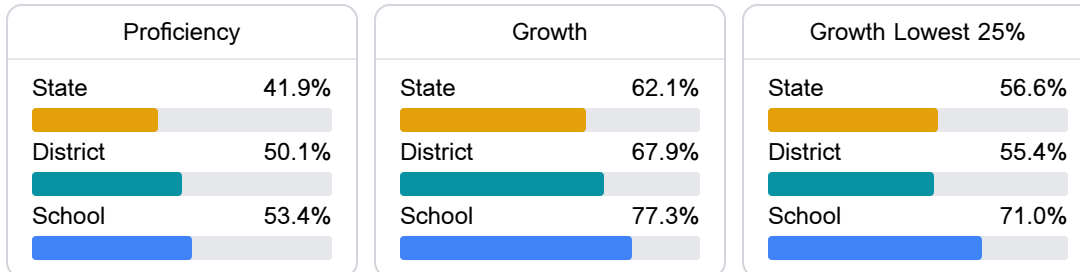 Proficiency
State 41.9%
District 50.1%
School 53.4%
Growth
State 62.1%
District 67.9%
School 77.3%
Growth Lowest 25%
State 56.6%
District 55.4%
School 71.0%